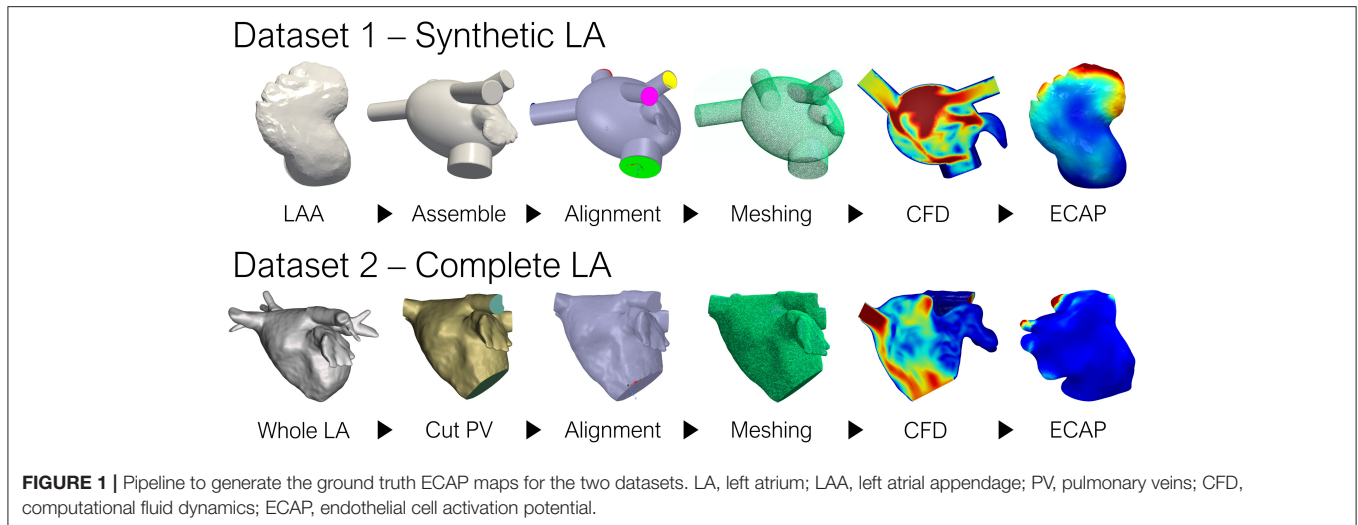 Dataset 1 – Synthetic LA
LAA ▶ Assemble ▶ Alignment ▶ Meshing ▶ CFD ▶ ECAP
Dataset 2 – Complete LA
Whole LA ▶ Cut PV ▶ Alignment ▶ Meshing ▶ CFD ▶ ECAP
FIGURE 1 | Pipeline to generate the ground truth ECAP maps for the two datasets. LA, left atrium; LAA, left atrial appendage; PV, pulmonary veins; CFD,
computational fluid dynamics; ECAP, endothelial cell activation potential.